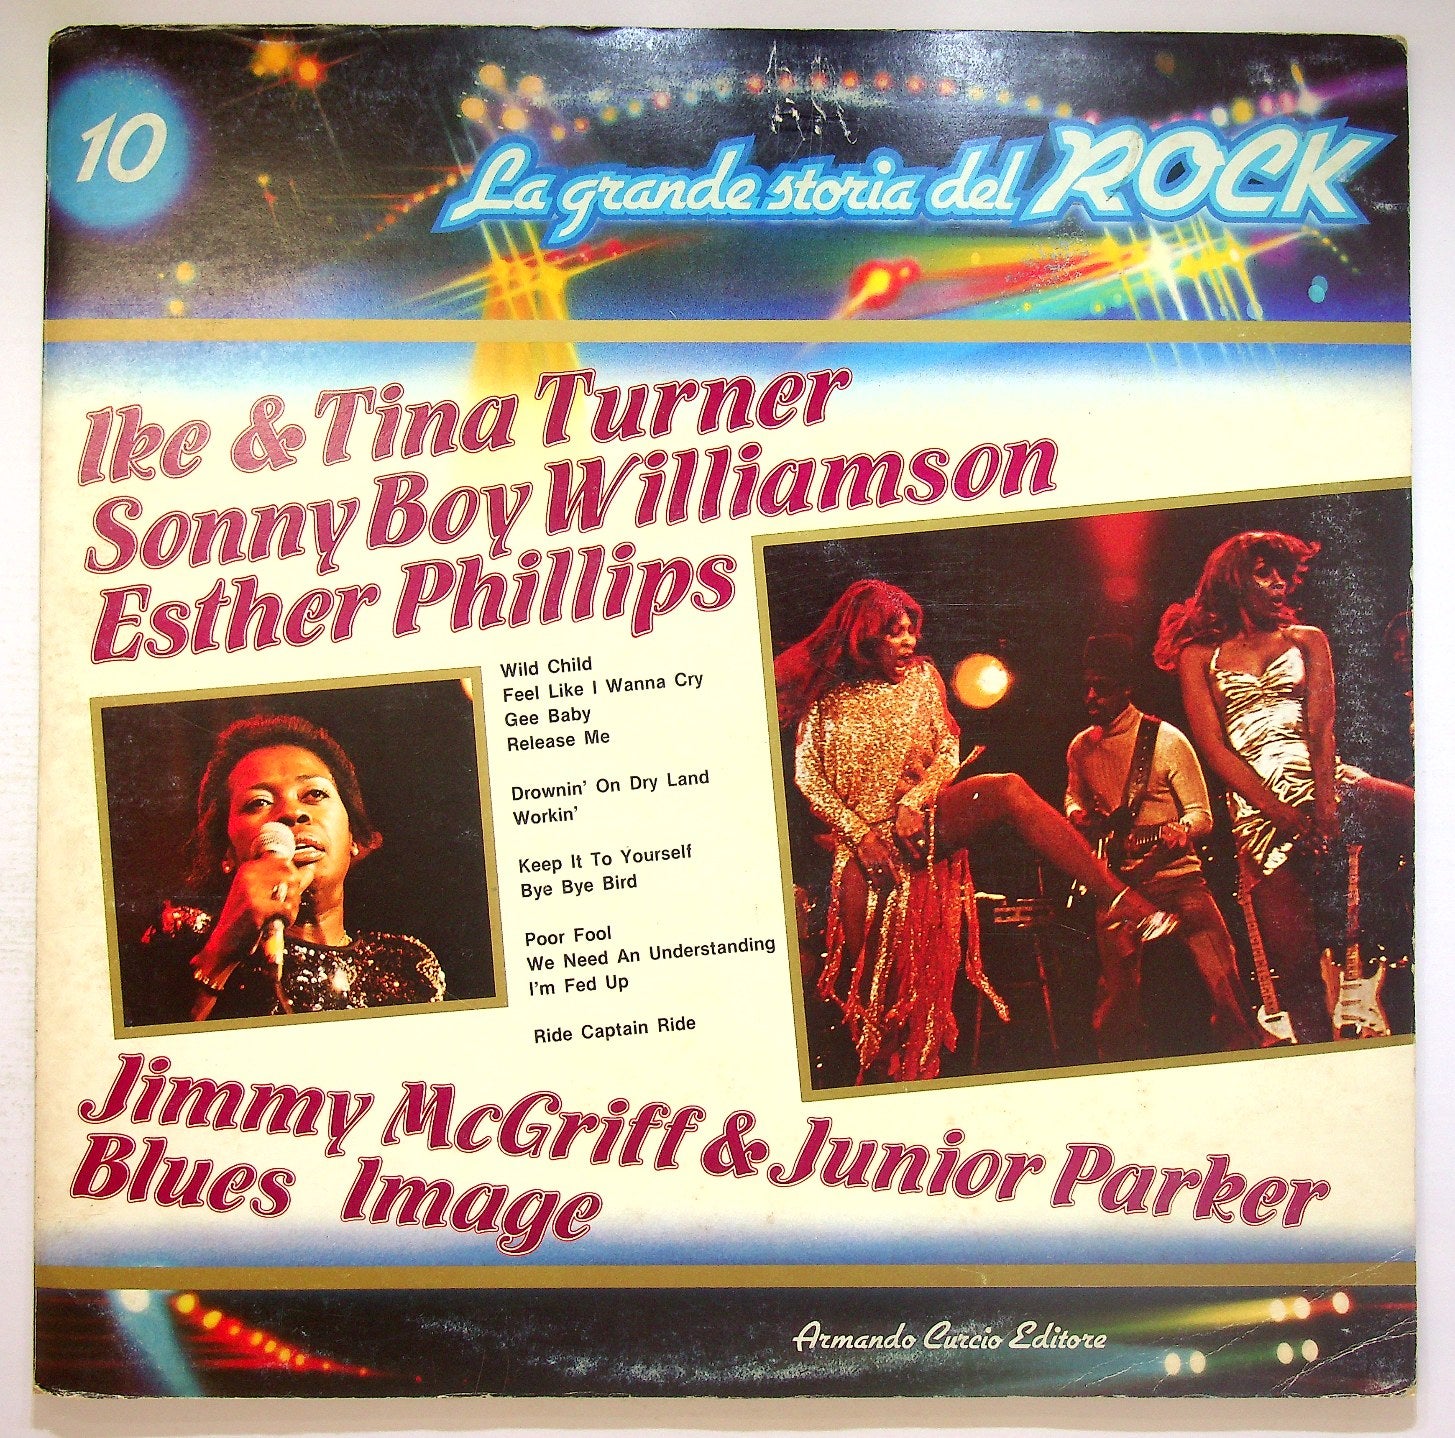 10
La grande storia del ROCK
Ike & Tina Turner
Sonny Boy Williamson
Esther Phillips
Wild Child
Feel Like I Wanna Cry
Gee Baby
Release Me
Drownin' On Dry Land
Workin'
Keep It To Yourself
Bye Bye Bird
Poor Fool
We Need An Understanding
I'm Fed Up
Ride Captain Ride
Jimmy McGriff & Junior Parker
Blues Image
Armando Curcio Editore